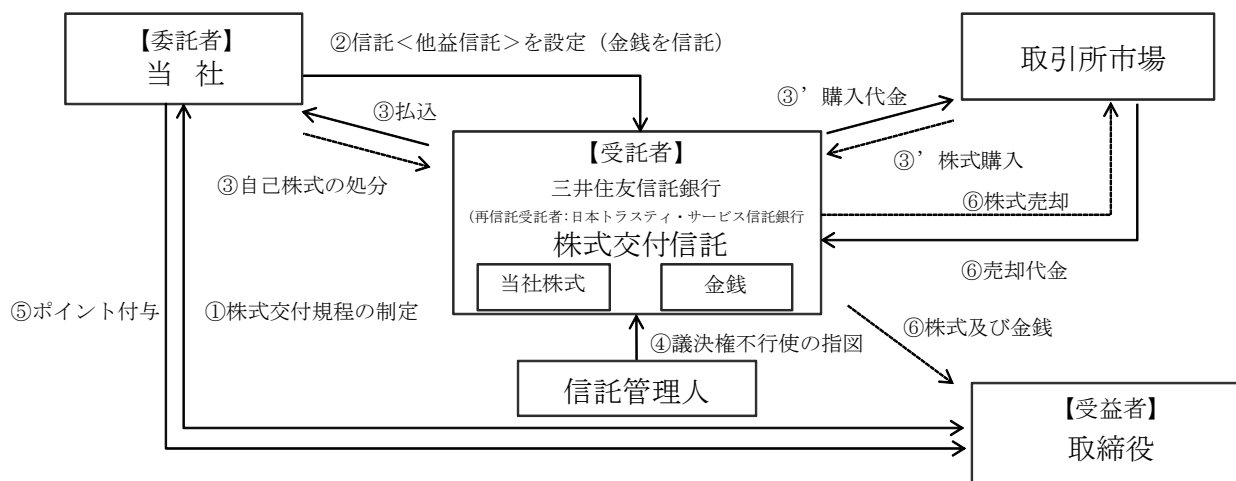 【委託者】
当 社
②信託＜他益信託＞を設定（金銭を信託）
取引所市場
③払込
③’購入代金
【受託者】
三井住友信託銀行
(再信託受託者:日本トラスティ・サービス信託銀行
株式交付信託
当社株式
金銭
③’株式購入
③自己株式の処分
⑥株式売却
⑥売却代金
⑤ポイント付与
①株式交付規程の制定
⑥株式及び金銭
④議決権不行使の指図
信託管理人
【受益者】
取締役